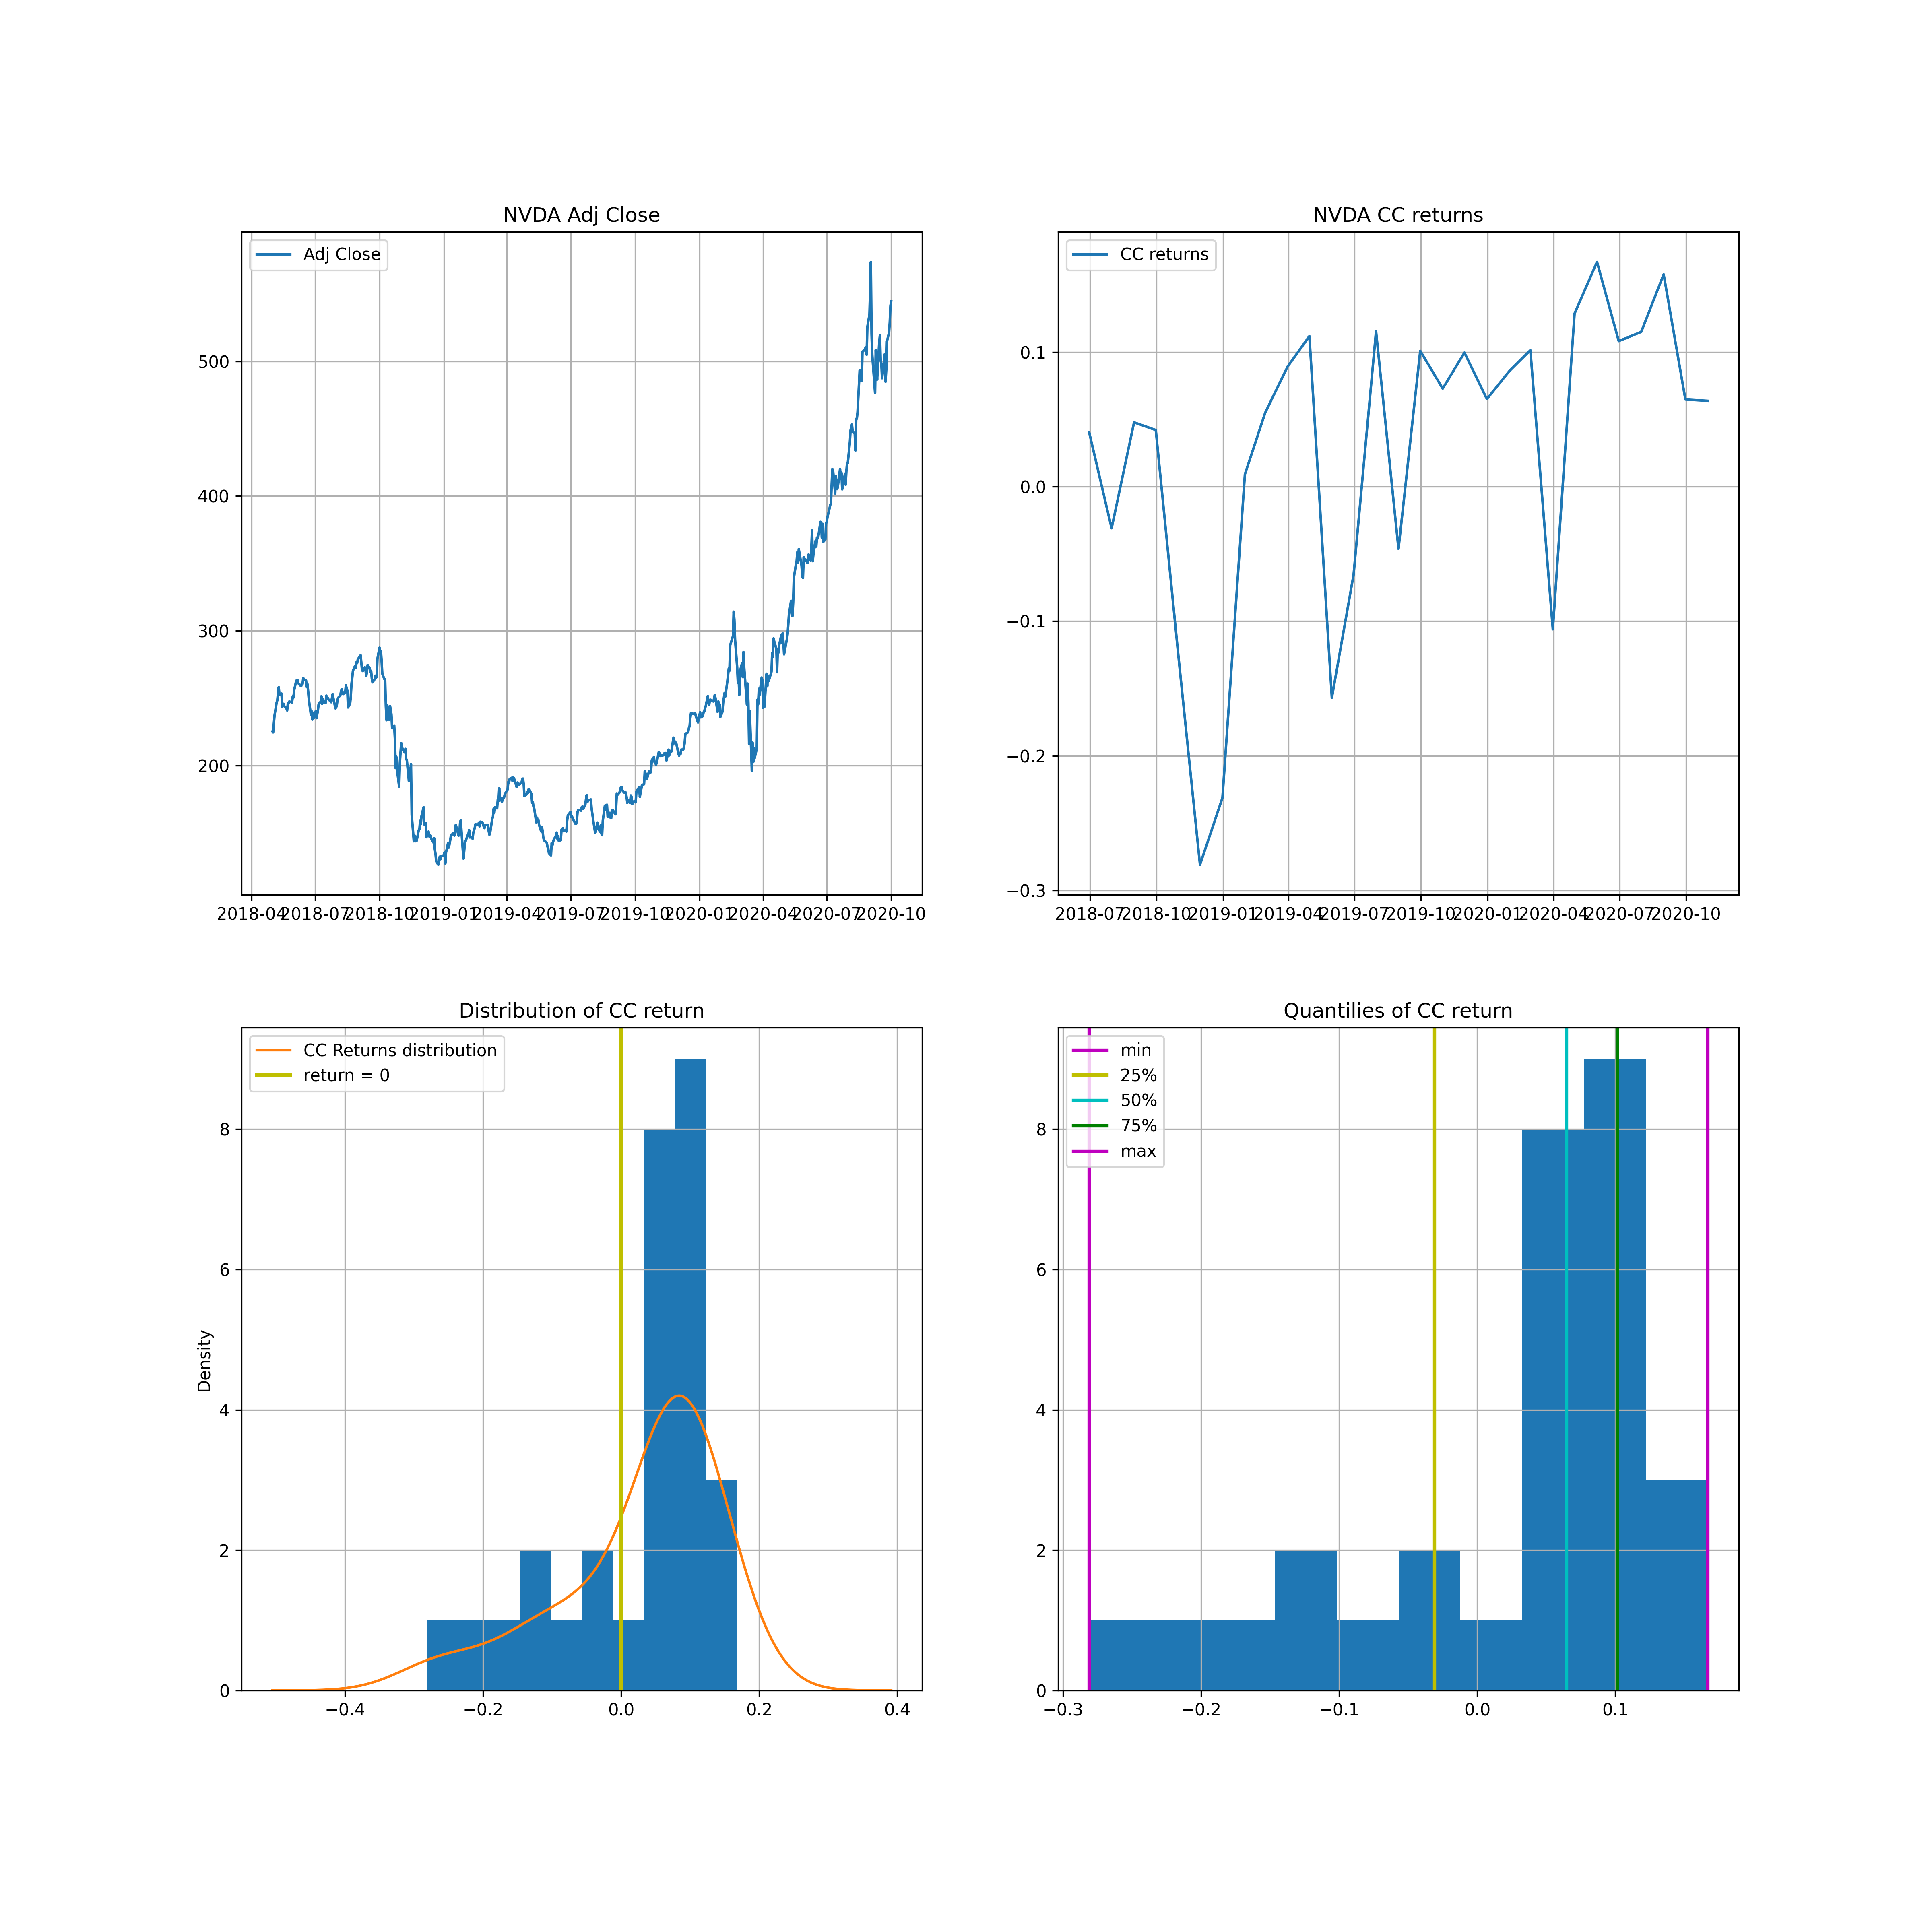 NVDA Adj Close
Adj Close
500
400
300
200
2018-04 2018-07 2018-10 2019-01 2019-04 2019-07 2019-10 2020-01 2020-04 2020-07 2020-10
NVDA CC returns
CC returns
0.1
0.0
−0.1
−0.2
−0.3
2018-07 2018-10 2019-01 2019-04 2019-07 2019-10 2020-01 2020-04 2020-07 2020-10
Distribution of CC return
CC Returns distribution
return = 0
Density
8
6
4
2
0
−0.4 −0.2 0.0 0.2 0.4
Quantilies of CC return
min
25%
50%
75%
max
8
6
4
2
0
−0.3 −0.2 −0.1 0.0 0.1